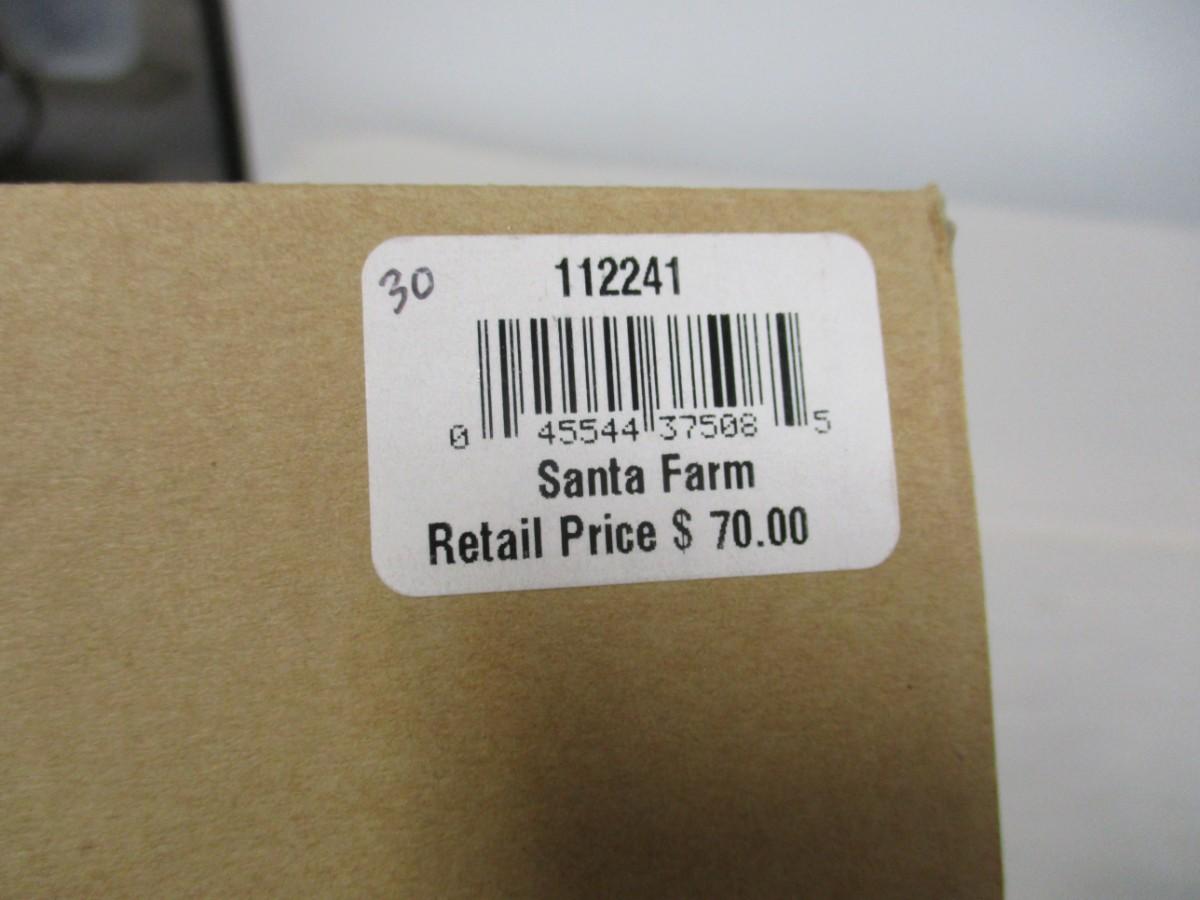 30
112241
0 45544 37508 5
Santa Farm
Retail Price $ 70.00